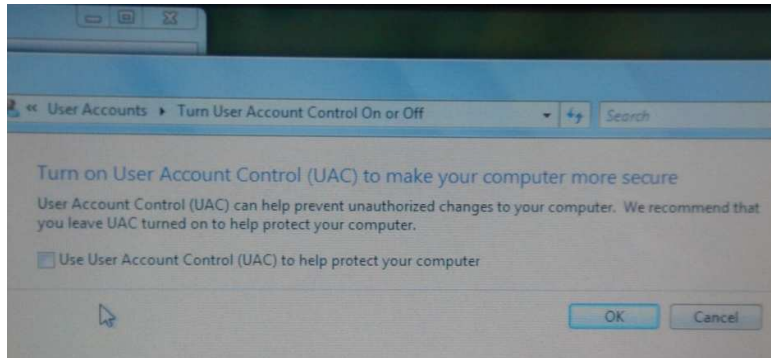 « User Accounts ▸ Turn User Account Control On or Off
Search
Turn on User Account Control (UAC) to make your computer more secure
User Account Control (UAC) can help prevent unauthorized changes to your computer. We recommend that
you leave UAC turned on to help protect your computer.
Use User Account Control (UAC) to help protect your computer
OK Cancel